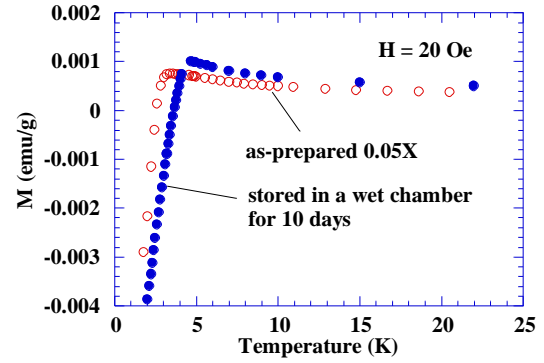 0.002
H = 20 Oe
0.001
0
as-prepared 0.05X
-0.001
stored in a wet chamber
for 10 days
-0.002
-0.003
-0.004
M (emu/g)
0 5 10 15 20 25
Temperature (K)